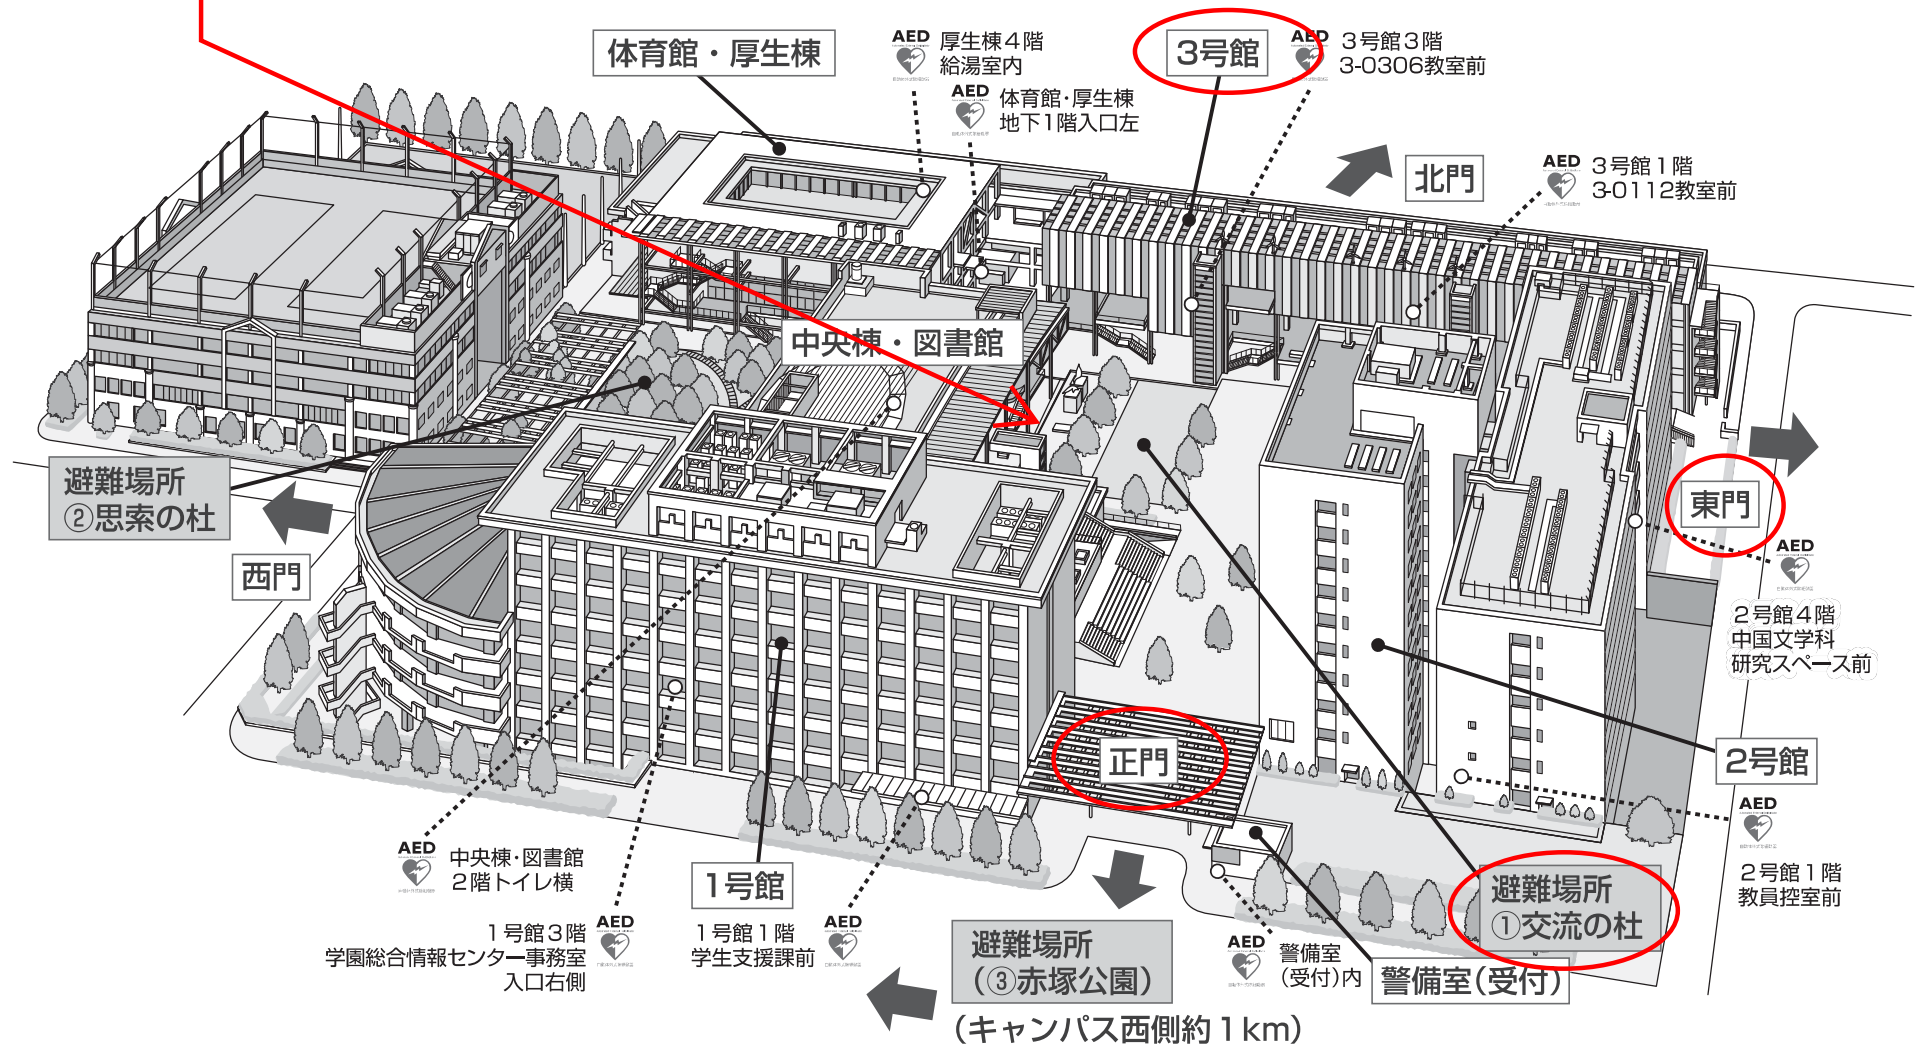 体育館・厚生棟
AED
厚生棟4階
給湯室内
AED
体育館・厚生棟
地下1階入口左
3号館
AED
3号館3階
3-0306教室前
北門
AED
3号館1階
3-0112教室前
中央棟・図書館
避難場所
②思索の杜
西門
東門
AED
2号館4階
中国文学科
研究スペース前
正門
2号館
AED
2号館1階
教員控室前
AED
中央棟・図書館
2階トイレ横
1号館
1号館3階
学園総合情報センター事務室
入口右側
AED
1号館1階
学生支援課前
AED
避難場所
(③赤塚公園)
(キャンパス西側約1km)
AED
警備室
(受付)内
警備室(受付)
避難場所
①交流の杜